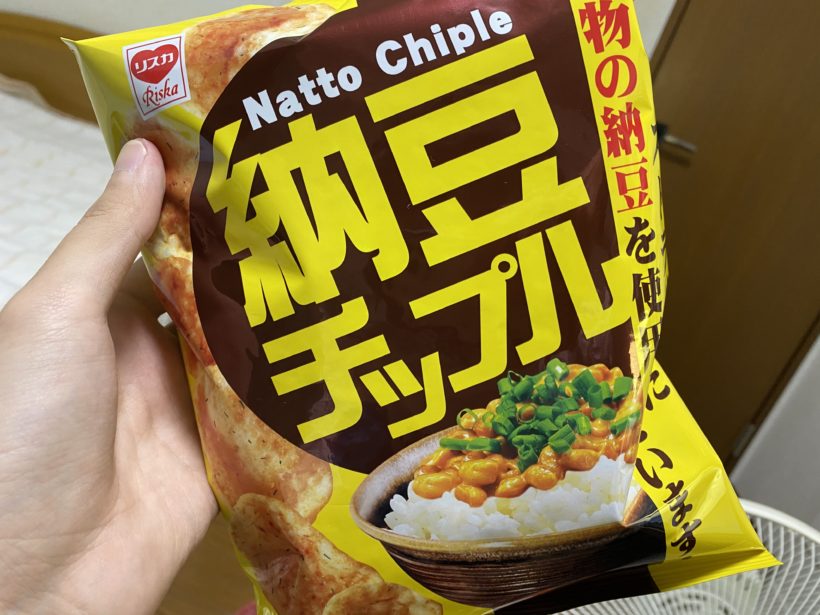 リスカ
Riska
Natto Chiple
納豆
チップル
物の納豆を使
います